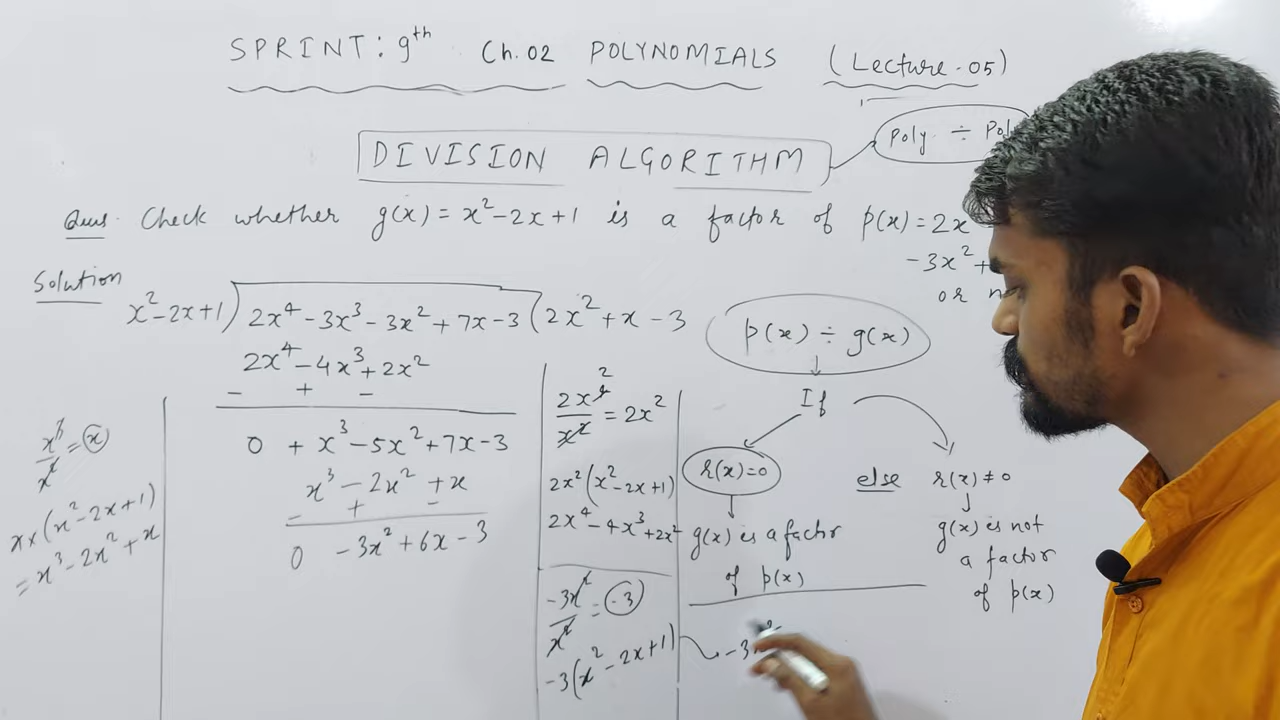 SPRINT: 9th Ch.02 POLYNOMIALS (Lecture-05)
DIVISION ALGORITHM
Poly. ÷ Pol
Ques. Check whether g(x) = x² - 2x + 1 is a factor of p(x) = 2x
-3x² +
or
Solution
x² - 2x + 1 ) 2x⁴ - 3x³ - 3x² + 7x - 3 ( 2x² + x - 3
2x⁴ - 4x³ + 2x²
- + -
0 + x³ - 5x² + 7x - 3
x³ - 2x² + x
- + -
0 - 3x² + 6x - 3
x³/x² = x
x × (x² - 2x + 1)
= x³ - 2x² + x
2x⁴/x² = 2x²
2
2x² (x² - 2x + 1)
2x⁴ - 4x³ + 2x²
-3x²/x² = -3
-3(x² - 2x + 1)
-3x²
p(x) ÷ g(x)
If
r(x) = 0
g(x) is a factor
of p(x)
else r(x) ≠ 0
g(x) is not
a factor
of p(x)